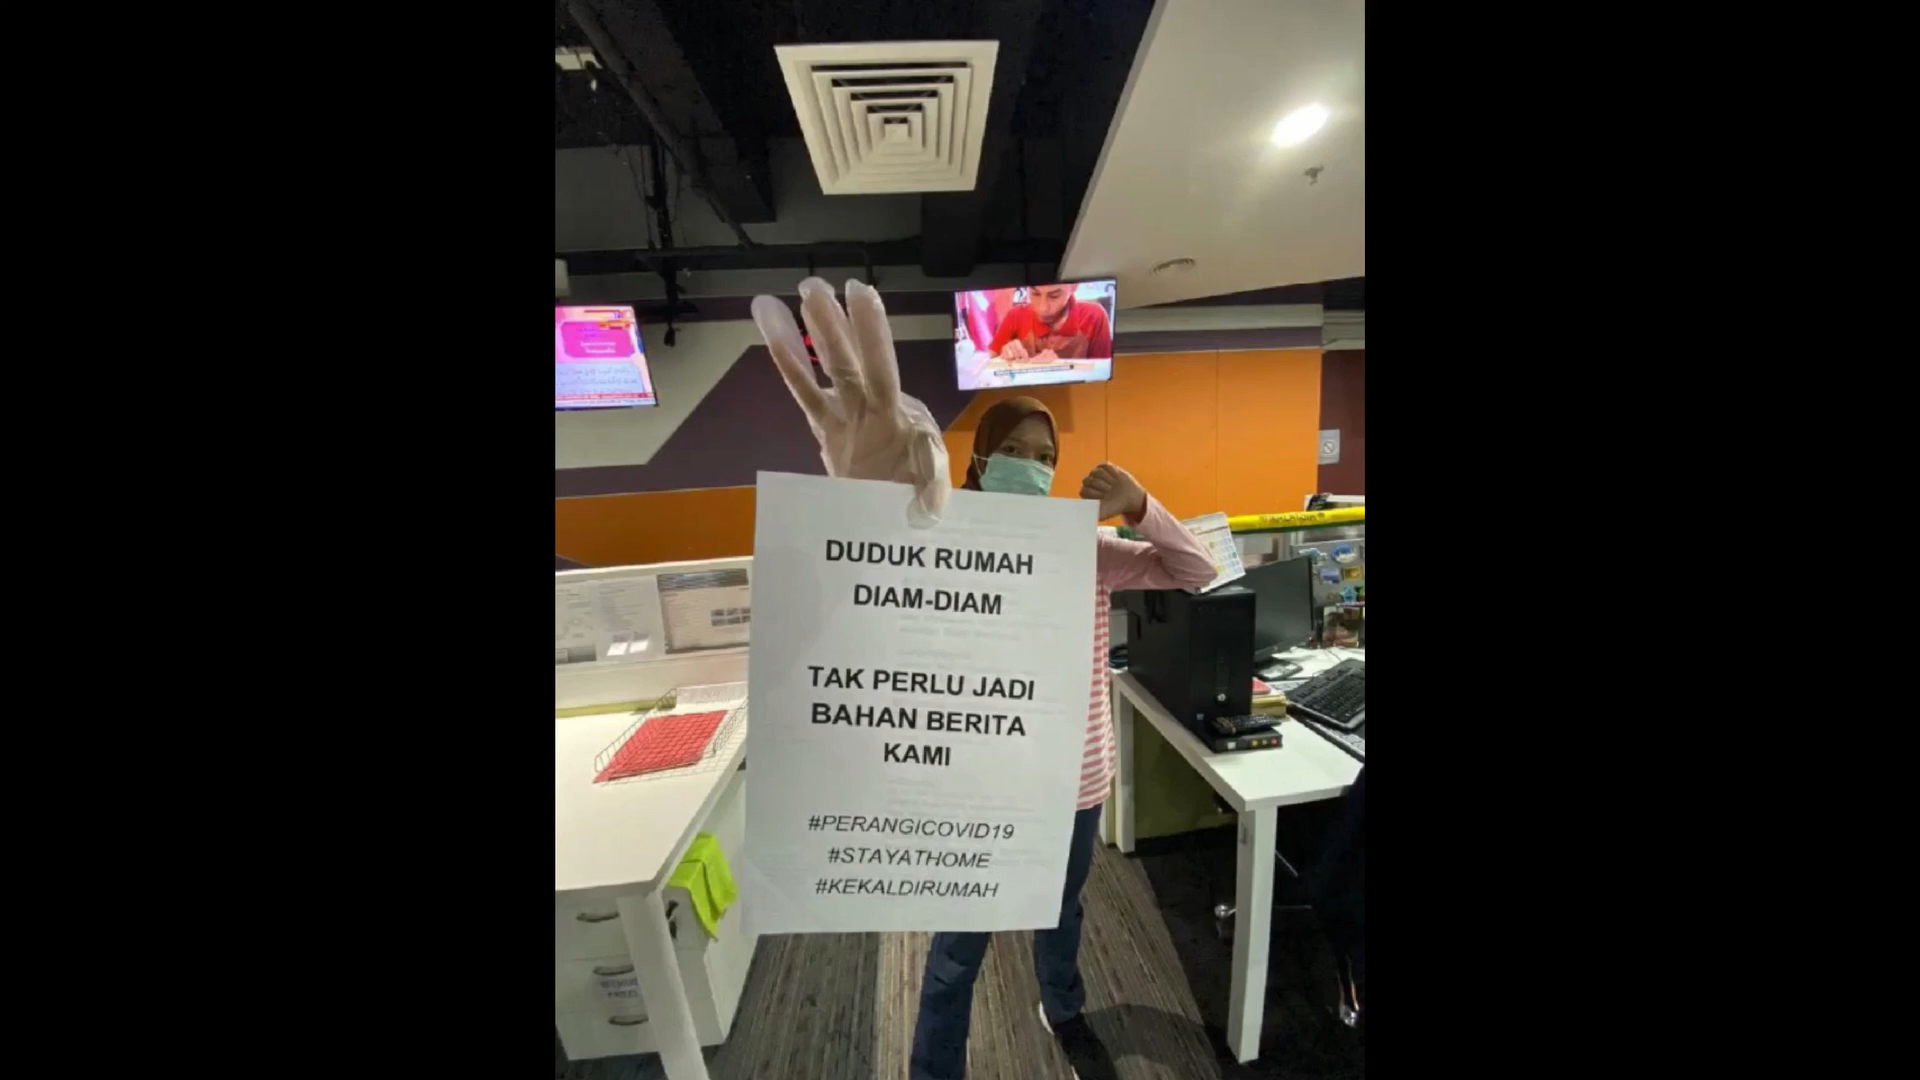 DUDUK RUMAH
DIAM-DIAM
TAK PERLU JADI
BAHAN BERITA
KAMI
#PERANGICOVID19
#STAYATHOME
#KEKALDIRUMAH